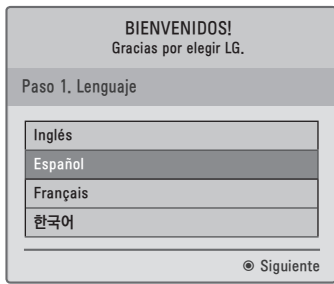 BIENVENIDOS!
Gracias por elegir LG.
Paso 1. Lenguaje
Inglés
Español
Français
한국어
◉ Siguiente